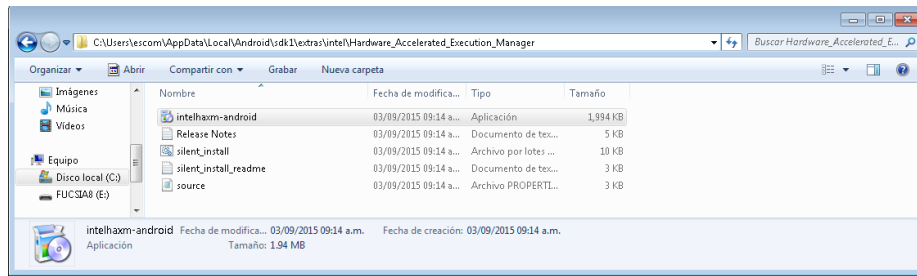 C:\Users\escom\AppData\Local\Android\sdk1\extras\intel\Hardware_Accelerated_Execution_Manager Buscar Hardware_Accelerated_E...
Organizar Abrir Compartir con Grabar Nueva carpeta
Imágenes Nombre Fecha de modifica... Tipo Tamaño
Música intelhaxm-android 03/09/2015 09:14 a... Aplicación 1,994 KB
Vídeos Release Notes 03/09/2015 09:14 a... Documento de tex... 5 KB
silent_install 03/09/2015 09:14 a... Archivo por lotes ... 10 KB
Equipo silent_install_readme 03/09/2015 09:14 a... Documento de tex... 3 KB
Disco local (C:) source 03/09/2015 09:14 a... Archivo PROPERTI... 3 KB
FUCSIA8 (E:)
intelhaxm-android Fecha de modifica... 03/09/2015 09:14 a.m. Fecha de creación: 03/09/2015 09:14 a.m.
Aplicación Tamaño: 1.94 MB